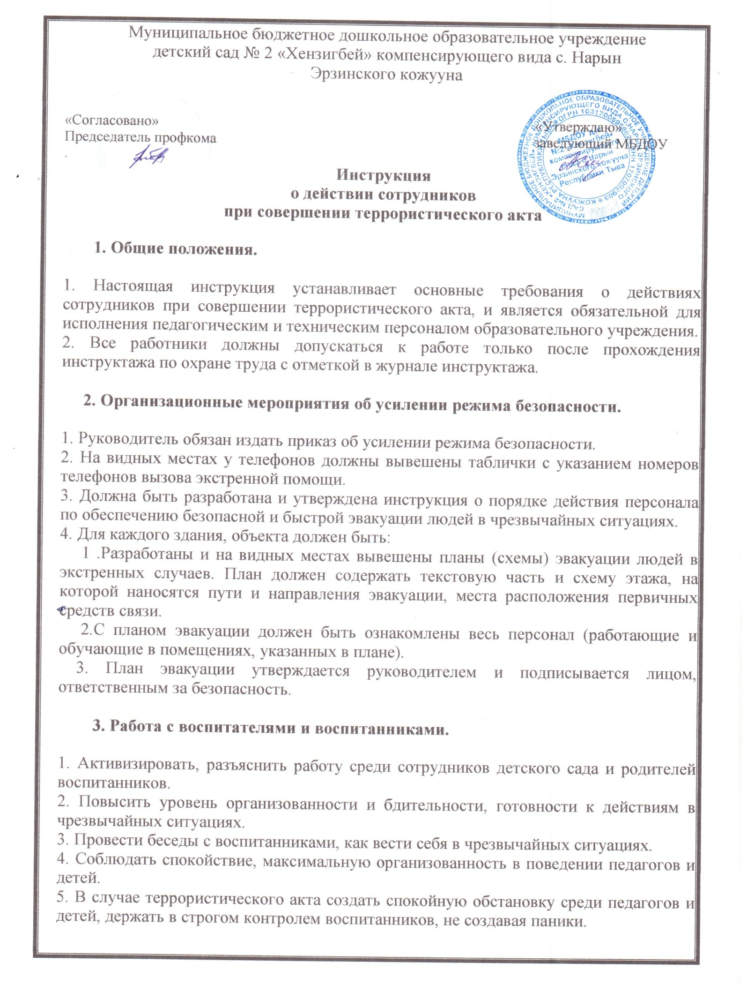 Муниципальное бюджетное дошкольное образовательное учреждение
детский сад № 2 «Хензигбей» компенсирующего вида с. Нарын
Эрзинского кожууна
«Согласовано»
Председатель профкома
«Утверждаю»
заведующий МБДОУ
МБДОУ д/с
№2 «Хензигбей»
компенсирующего
вида с. Нарын
Эрзинского кожууна
Республики Тыва
Инструкция
о действии сотрудников
при совершении террористического акта
1. Общие положения.
1. Настоящая инструкция устанавливает основные требования о действиях
сотрудников при совершении террористического акта, и является обязательной для
исполнения педагогическим и техническим персоналом образовательного учреждения.
2. Все работники должны допускаться к работе только после прохождения
инструктажа по охране труда с отметкой в журнале инструктажа.
2. Организационные мероприятия об усилении режима безопасности.
1. Руководитель обязан издать приказ об усилении режима безопасности.
2. На видных местах у телефонов должны вывешены таблички с указанием номеров
телефонов вызова экстренной помощи.
3. Должна быть разработана и утверждена инструкция о порядке действия персонала
по обеспечению безопасной и быстрой эвакуации людей в чрезвычайных ситуациях.
4. Для каждого здания, объекта должен быть:
1 .Разработаны и на видных местах вывешены планы (схемы) эвакуации людей в
экстренных случаев. План должен содержать текстовую часть и схему этажа, на
которой наносятся пути и направления эвакуации, места расположения первичных
средств связи.
2.С планом эвакуации должен быть ознакомлены весь персонал (работающие и
обучающие в помещениях, указанных в плане).
3. План эвакуации утверждается руководителем и подписывается лицом,
ответственным за безопасность.
3. Работа с воспитателями и воспитанниками.
1. Активизировать, разъяснить работу среди сотрудников детского сада и родителей
воспитанников.
2. Повысить уровень организованности и бдительности, готовности к действиям в
чрезвычайных ситуациях.
3. Провести беседы с воспитанниками, как вести себя в чрезвычайных ситуациях.
4. Соблюдать спокойствие, максимальную организованность в поведении педагогов и
детей.
5. В случае террористического акта создать спокойную обстановку среди педагогов и
детей, держать в строгом контролем воспитанников, не создавая паники.